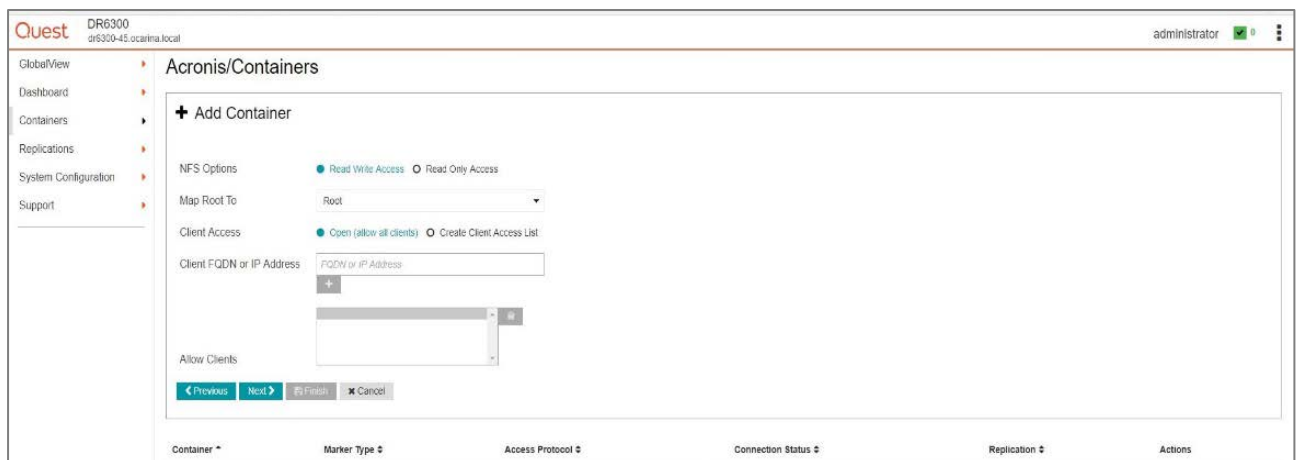 Quest DR6300
dr6300-45.ocarina.local
administrator 0
GlobalView
Dashboard
Containers
Replications
System Configuration
Support
Acronis/Containers
+ Add Container
NFS Options Read Write Access Read Only Access
Map Root To Root
Client Access Open (allow all clients) Create Client Access List
Client FQDN or IP Address FQDN or IP Address
+
Allow Clients
Previous Next Finish Cancel
Container Marker Type Access Protocol Connection Status Replication Actions